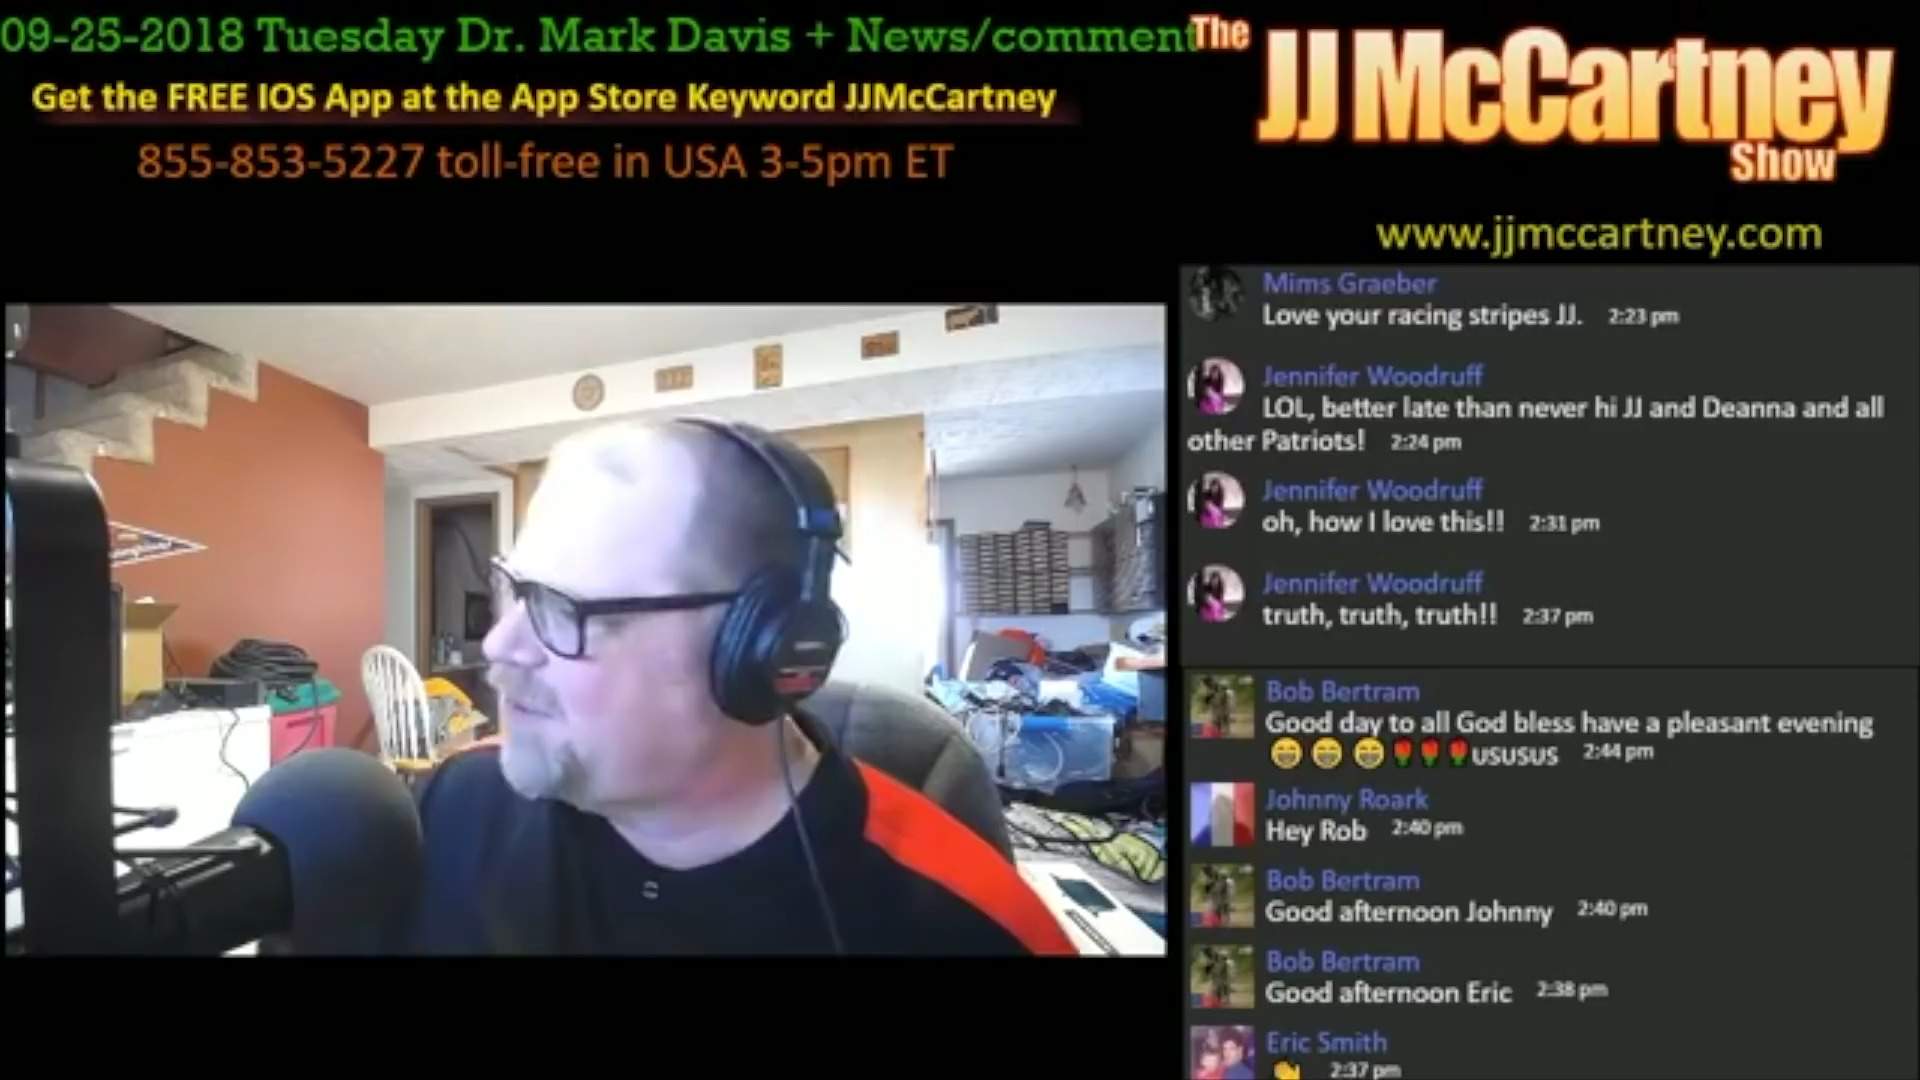 09-25-2018 Tuesday Dr. Mark Davis + News/comment
The
JJ McCartney
Show
Get the FREE IOS App at the App Store Keyword JJMcCartney
855-853-5227 toll-free in USA 3-5pm ET
www.jjmccartney.com
Mims Graeber
Love your racing stripes JJ. 2:23 pm
Jennifer Woodruff
LOL, better late than never hi JJ and Deanna and all
other Patriots! 2:24 pm
Jennifer Woodruff
oh, how I love this!! 2:31 pm
Jennifer Woodruff
truth, truth, truth!! 2:37 pm
Bob Bertram
Good day to all God bless have a pleasant evening
😁 😁 😁🌹🌹🌹USUSUS 2:44 pm
Johnny Roark
Hey Rob 2:40 pm
Bob Bertram
Good afternoon Johnny 2:40 pm
Bob Bertram
Good afternoon Eric 2:38 pm
Eric Smith
👏 2:37 pm